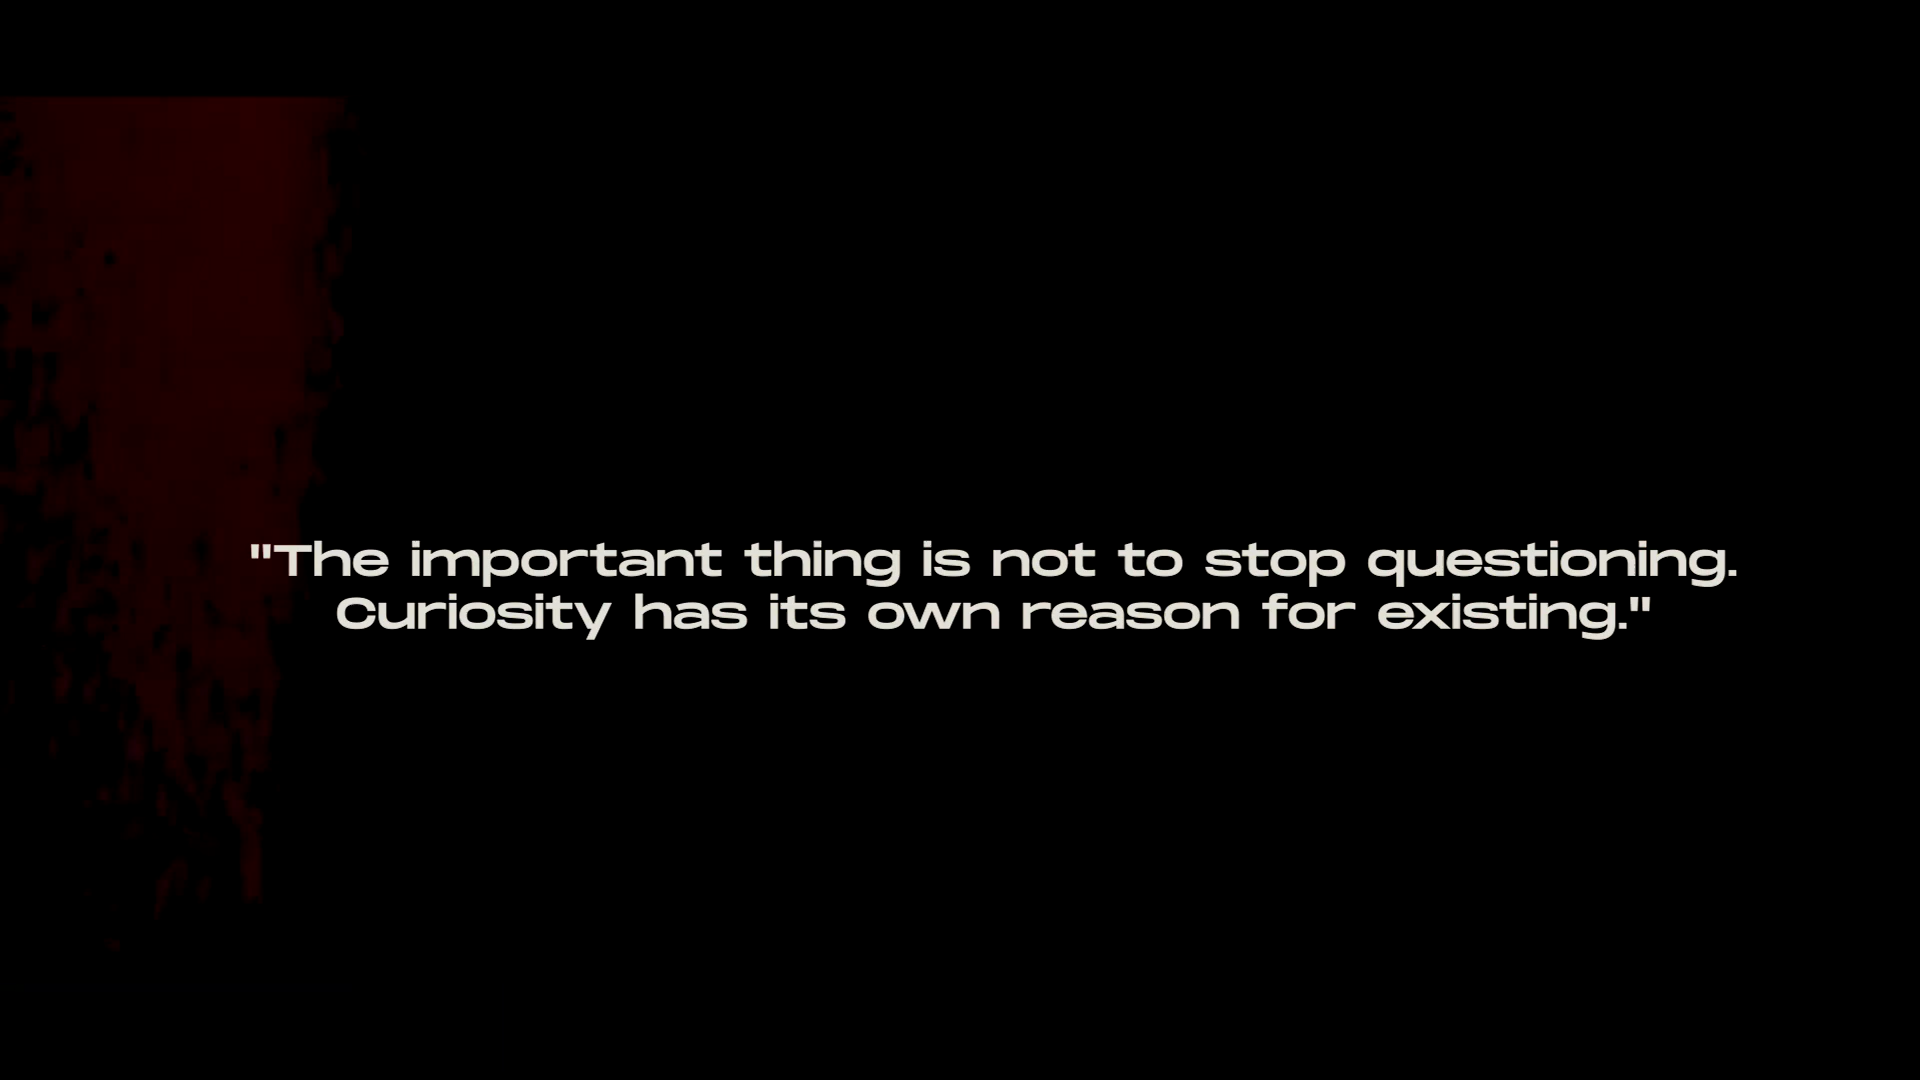 "The important thing is not to stop questioning.
Curiosity has its own reason for existing."